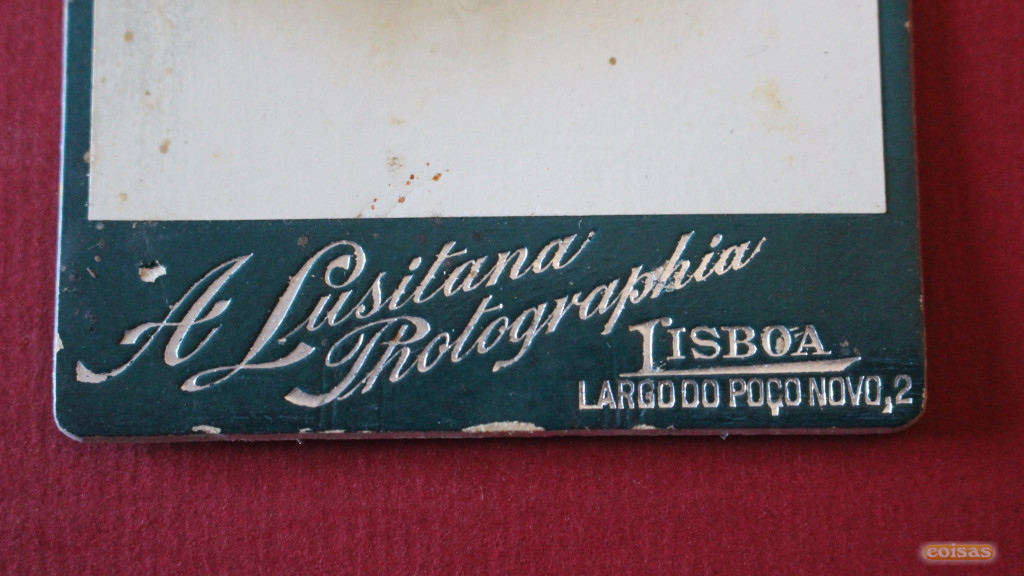 A Lusitana
Photographia
LISBOA
LARGO DO POÇO NOVO, 2
coisas